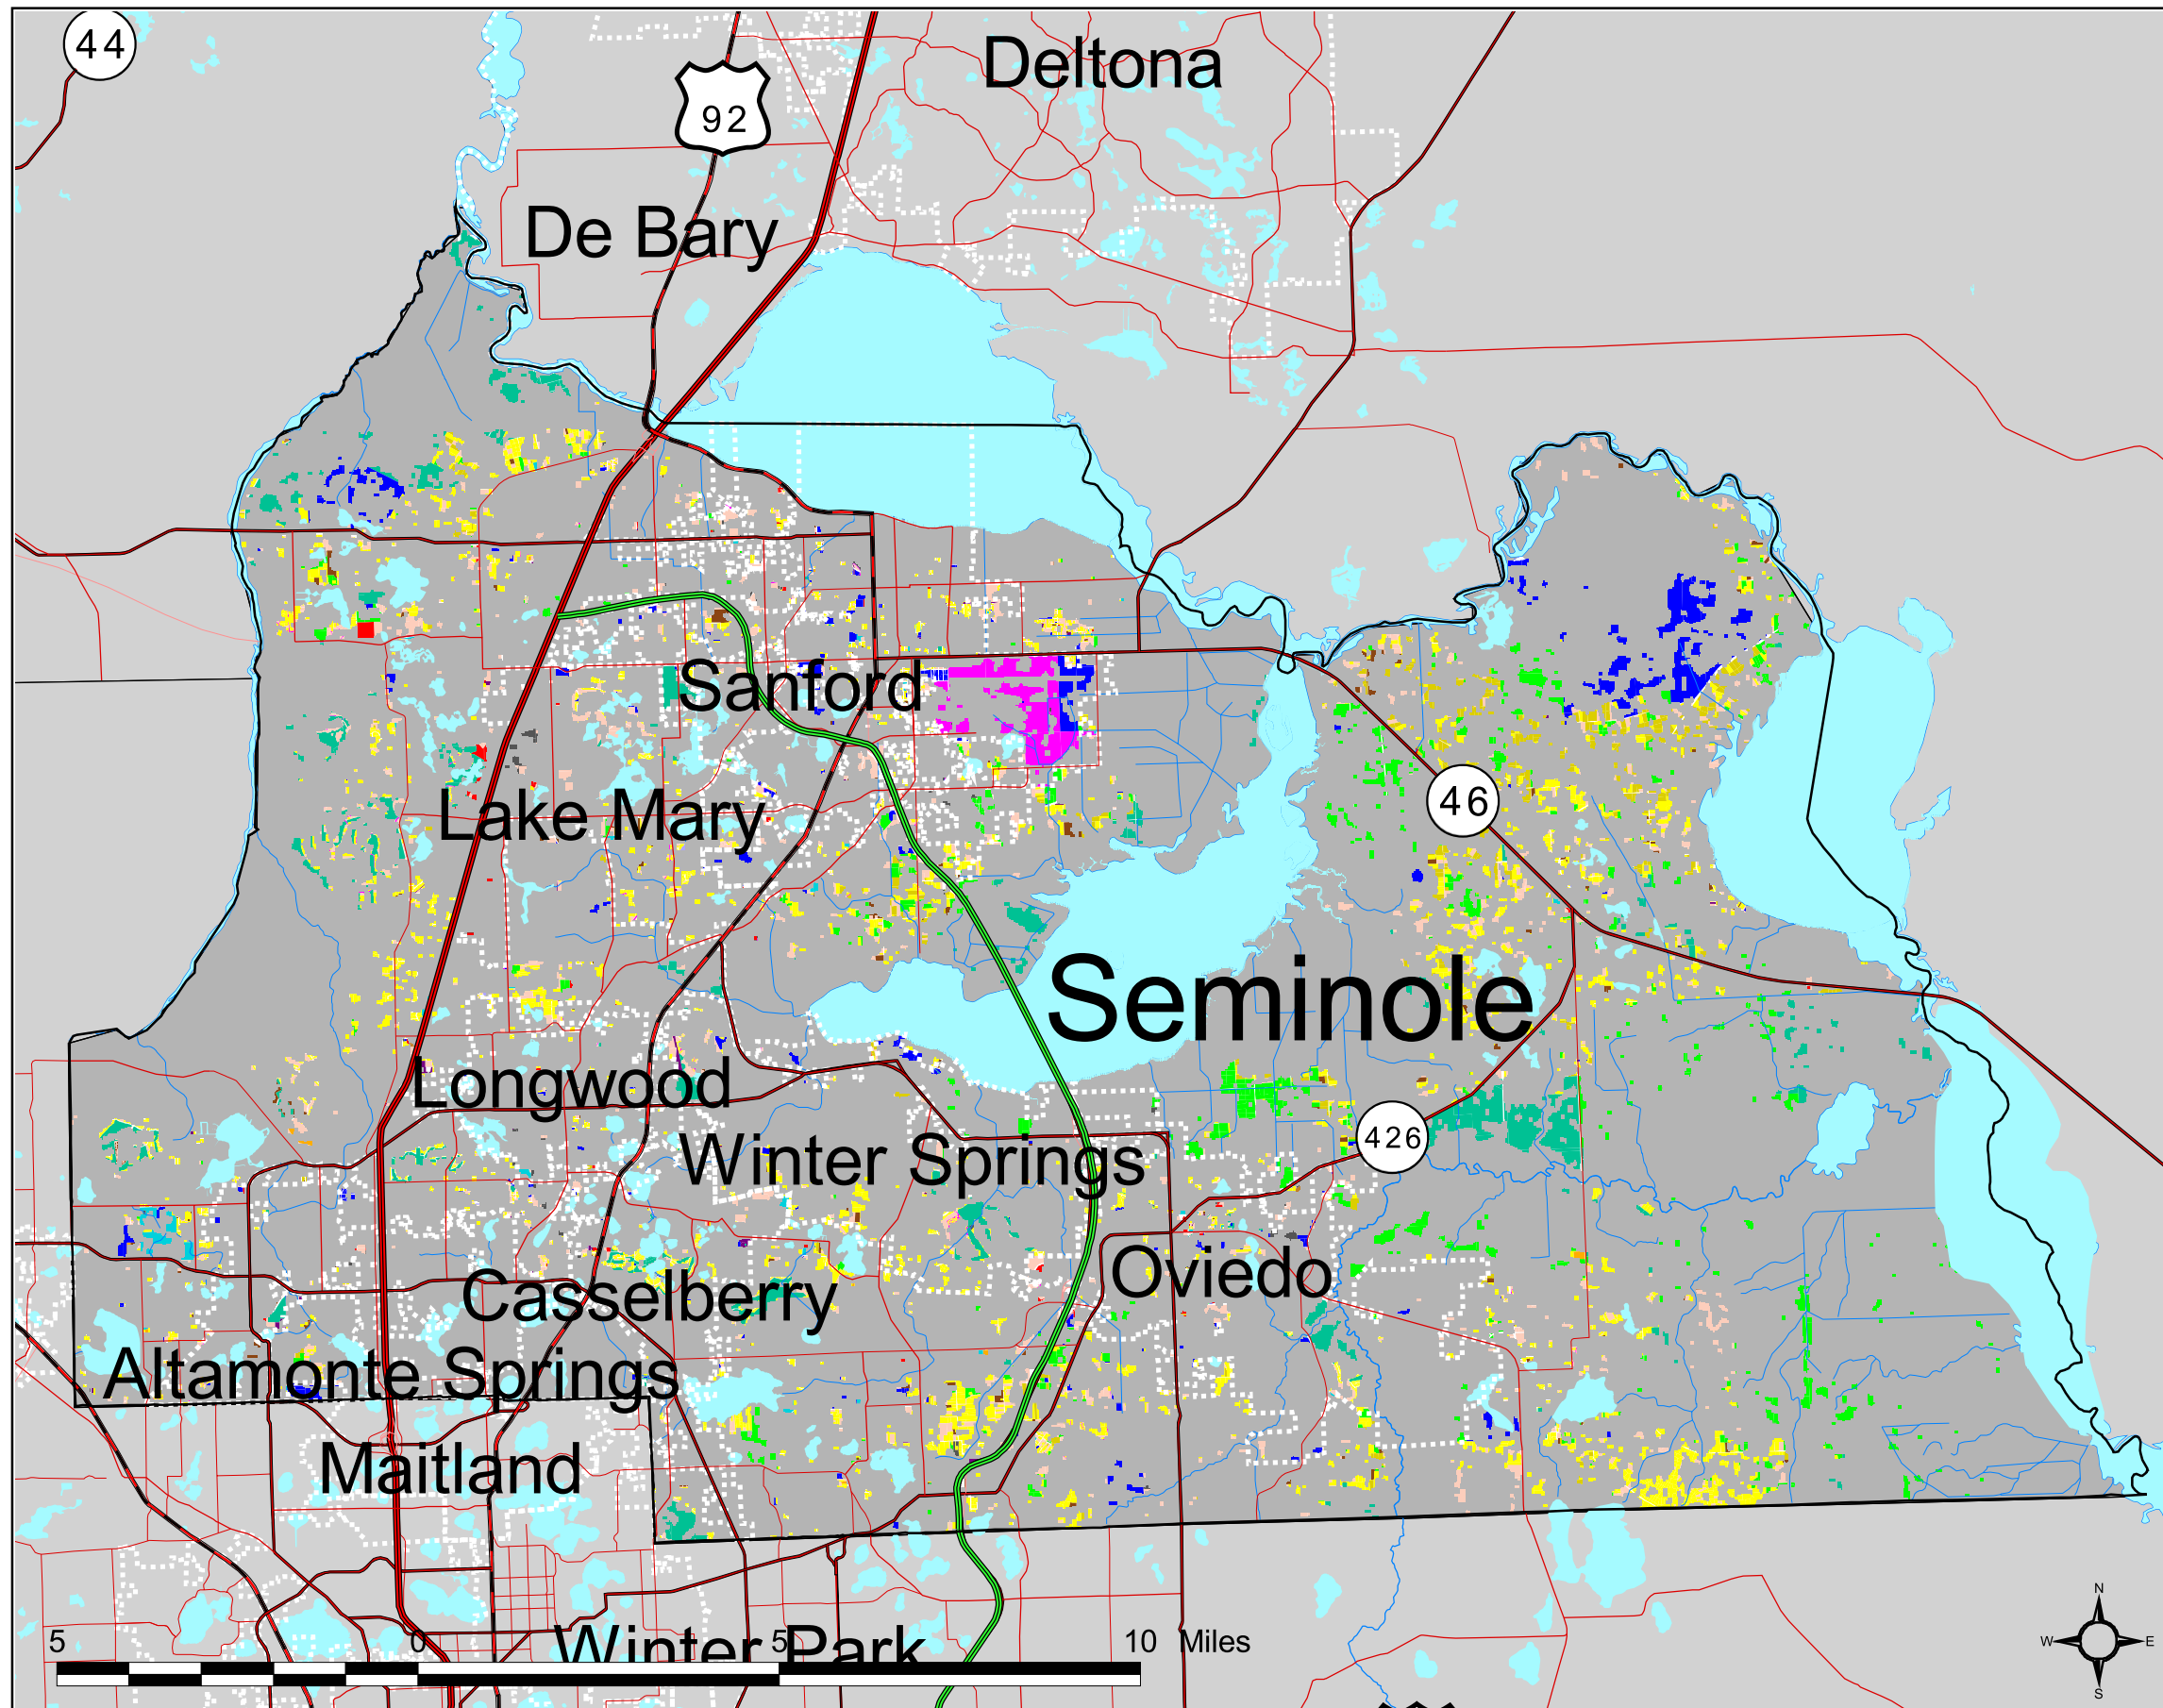 44
Deltona
92
De Bary
Sanford
Lake Mary
46
Seminole
Longwood
426
Winter Springs
Oviedo
Casselberry
Altamonte Springs
Maitland
N
W E
S
Winter Park
5 0 5 10 Miles